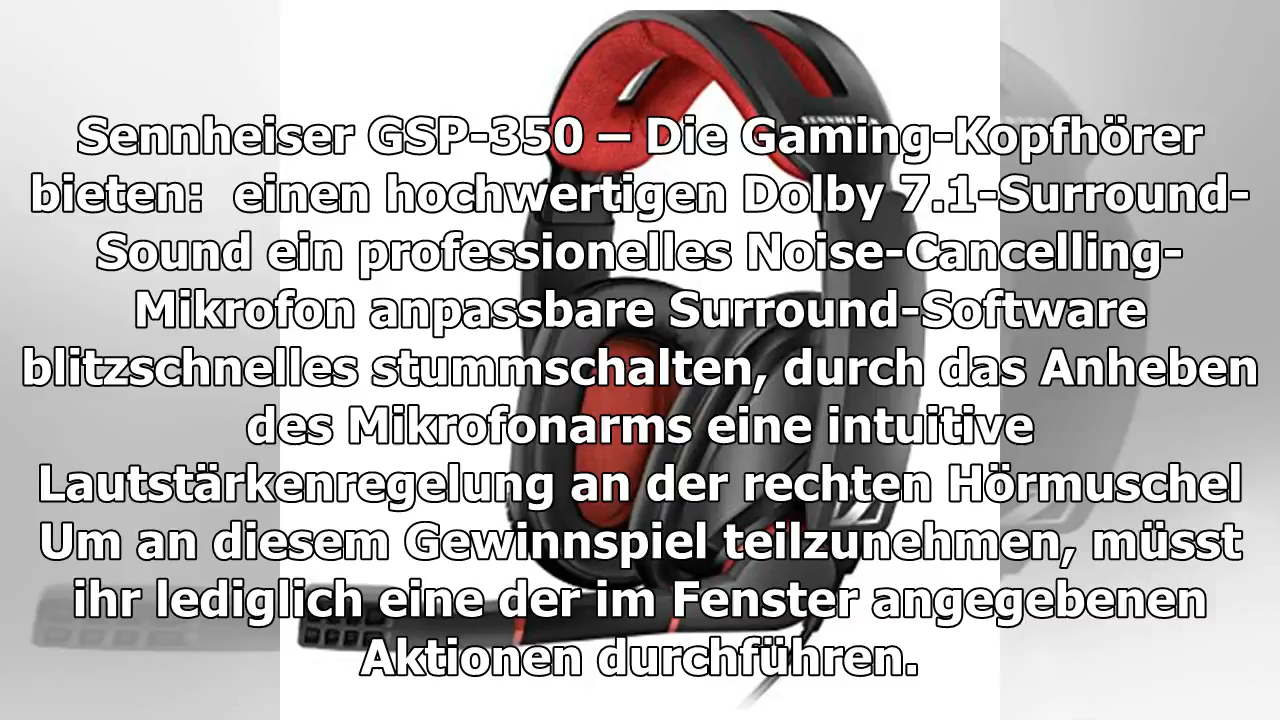 SENNHEISER
Sennheiser GSP-350 – Die Gaming-Kopfhörer
bieten:  einen hochwertigen Dolby 7.1-Surround-
Sound ein professionelles Noise-Cancelling-
Mikrofon anpassbare Surround-Software
blitzschnelles stummschalten, durch das Anheben
des Mikrofonarms eine intuitive
Lautstärkenregelung an der rechten Hörmuschel
Um an diesem Gewinnspiel teilzunehmen, müsst
ihr lediglich eine der im Fenster angegebenen
Aktionen durchführen.